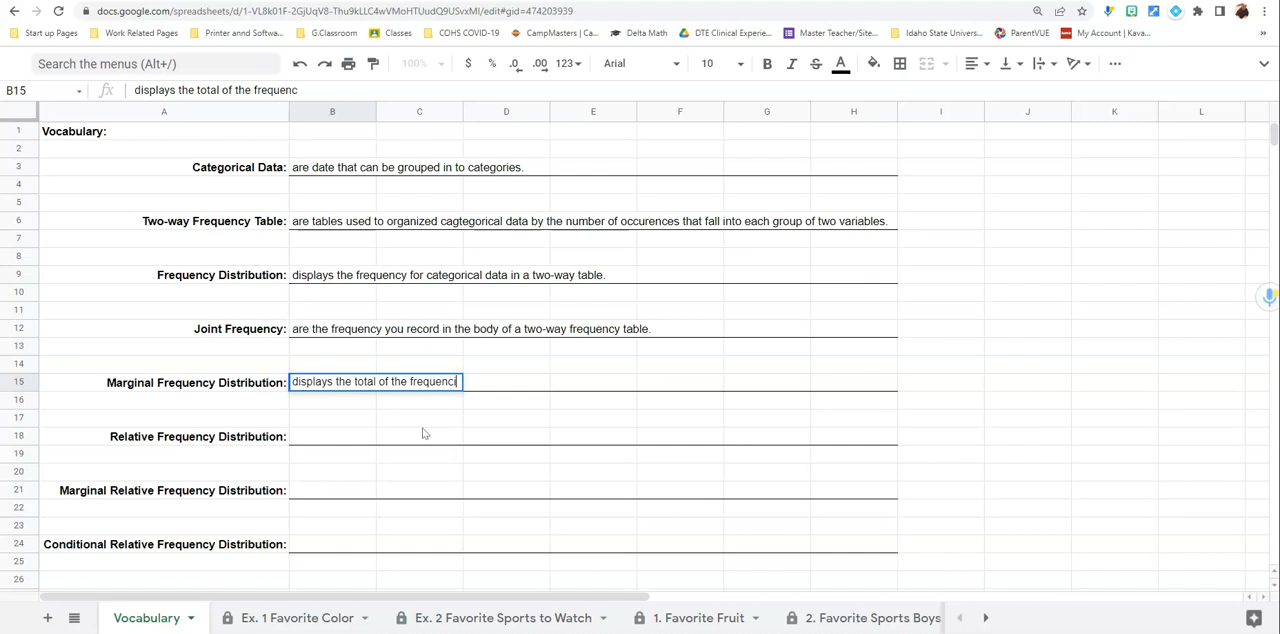 docs.google.com/spreadsheets/d/1-VL8k01F-2GjUqV8-Thu9kLLC4wVMoHTUudQ9USvxMI/edit#gid=474203939
Start up Pages Work Related Pages Printer annd Softwa... G.Classroom Classes COHS COVID-19 CampMasters | Ca... Delta Math DTE Clinical Experie... Master Teacher/Site... Idaho State Univers... ParentVUE My Account | Kava... »
Search the menus (Alt+/) 100% $ % .0 .00 123 Arial 10 B I S A
B15 fx displays the total of the frequenc
A B C D E F G H I J K L
1 Vocabulary:
2
3 Categorical Data: are date that can be grouped in to categories.
4
5
6 Two-way Frequency Table: are tables used to organized cagtegorical data by the number of occurences that fall into each group of two variables.
7
8
9 Frequency Distribution: displays the frequency for categorical data in a two-way table.
10
11
12 Joint Frequency: are the frequency you record in the body of a two-way frequency table.
13
14
15 Marginal Frequency Distribution: displays the total of the frequenci
16
17
18 Relative Frequency Distribution:
19
20
21 Marginal Relative Frequency Distribution:
22
23
24 Conditional Relative Frequency Distribution:
25
26
Vocabulary Ex. 1 Favorite Color Ex. 2 Favorite Sports to Watch 1. Favorite Fruit 2. Favorite Sports Boys